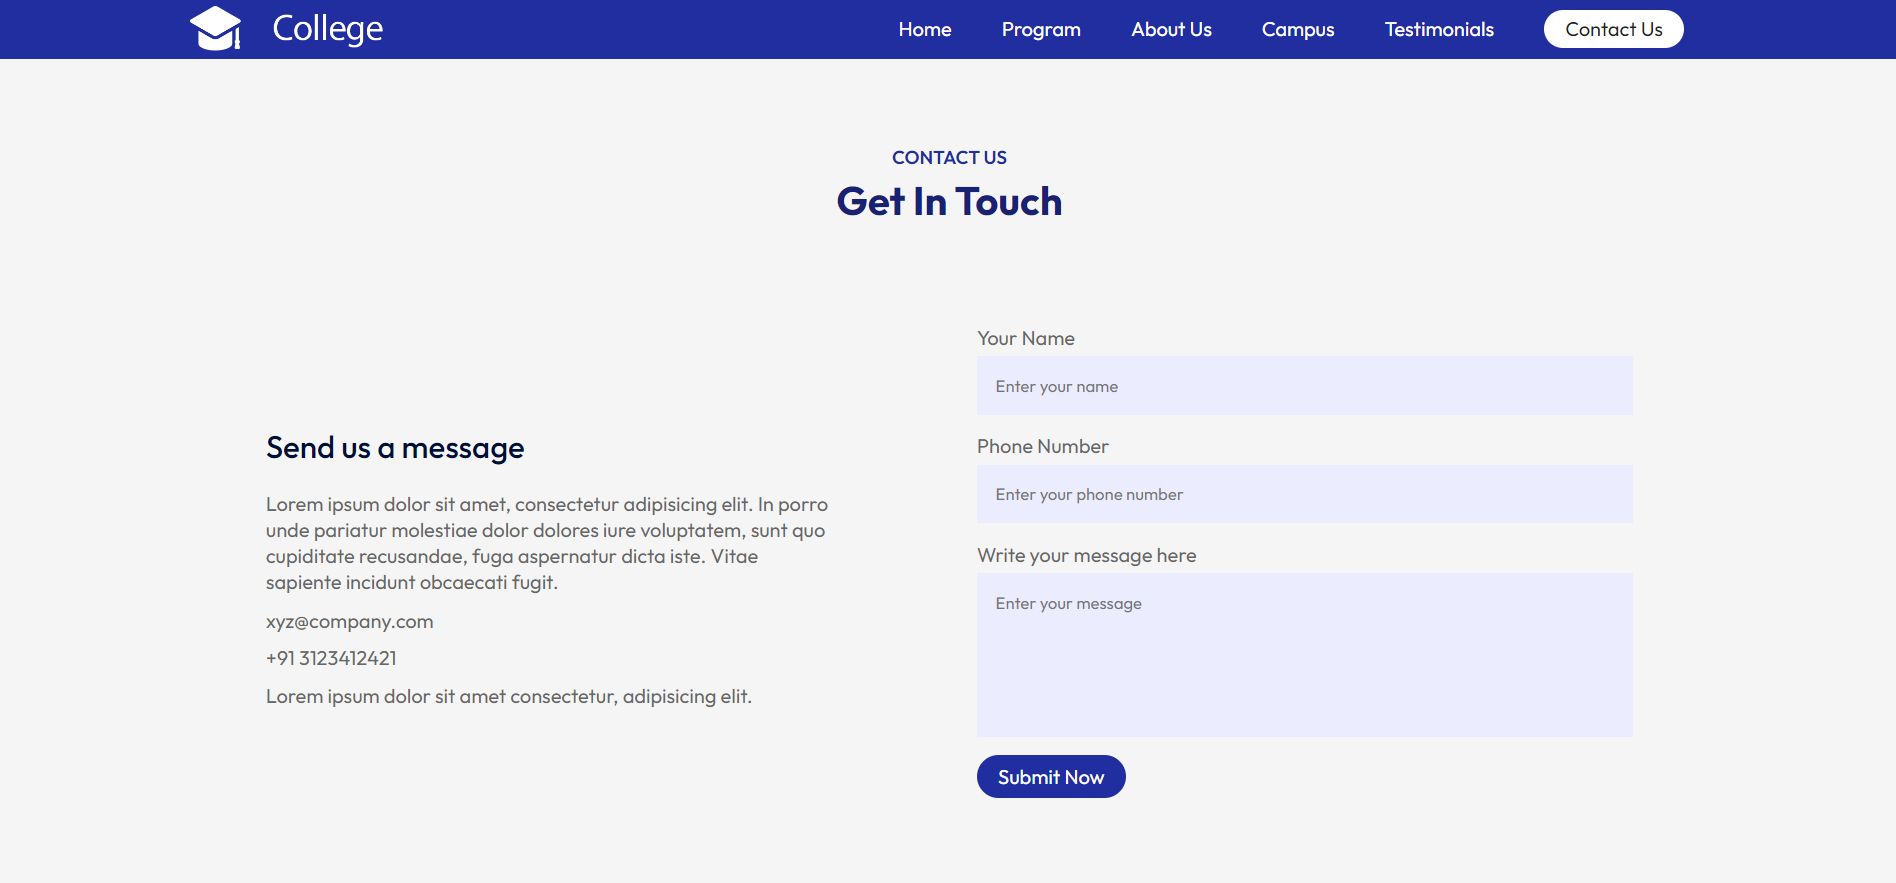 College
Home
Program
About Us
Campus
Testimonials
Contact Us
CONTACT US
Get In Touch
Send us a message
Lorem ipsum dolor sit amet, consectetur adipisicing elit. In porro
unde pariatur molestiae dolor dolores iure voluptatem, sunt quo
cupiditate recusandae, fuga aspernatur dicta iste. Vitae
sapiente incidunt obcaecati fugit.
xyz@company.com
+91 3123412421
Lorem ipsum dolor sit amet consectetur, adipisicing elit.
Your Name
Enter your name
Phone Number
Enter your phone number
Write your message here
Enter your message
Submit Now